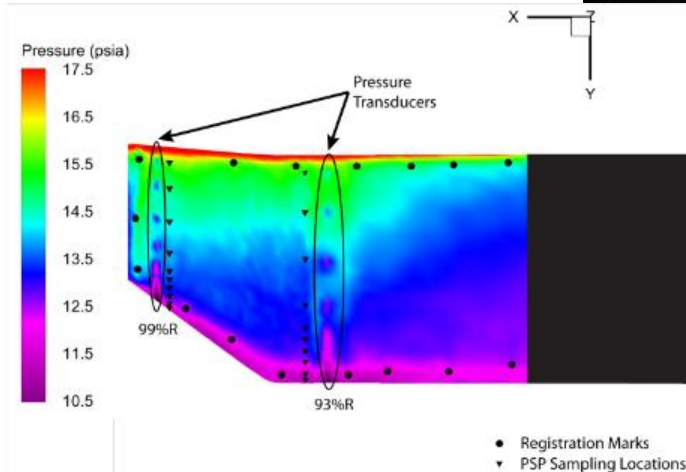 X
Z
Y
Pressure (psia)
17.5
16.5
15.5
14.5
13.5
12.5
11.5
10.5
Pressure
Transducers
99%R
93%R
Registration Marks
PSP Sampling Locations